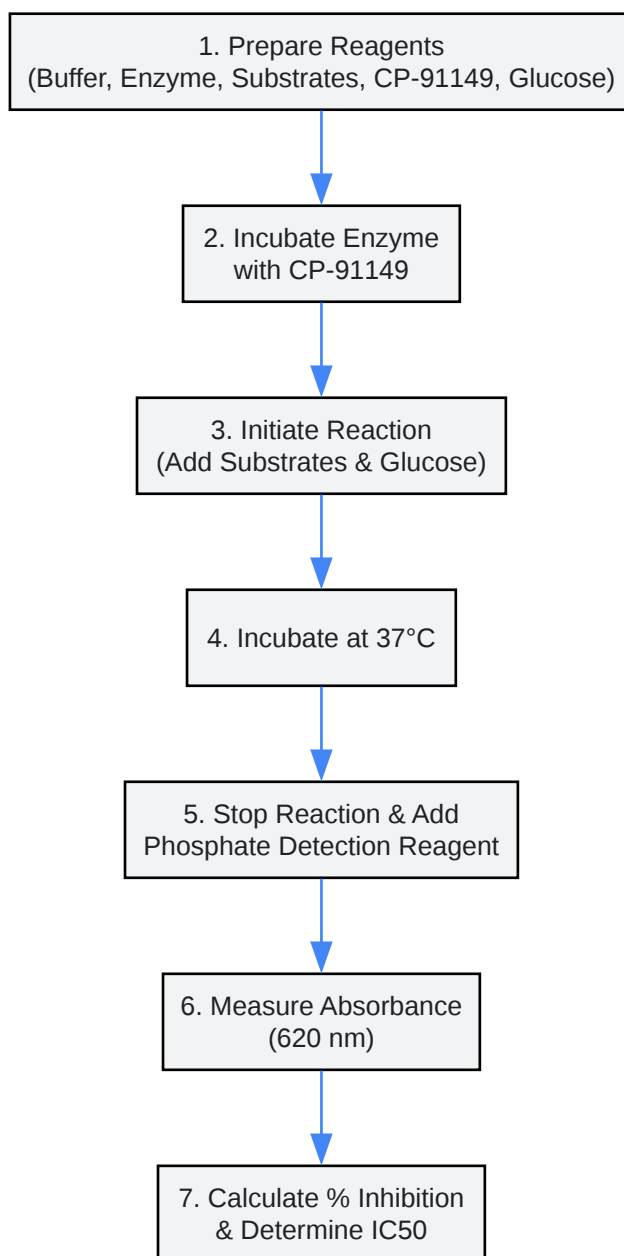 1. Prepare Reagents
(Buffer, Enzyme, Substrates, CP-91149, Glucose)
2. Incubate Enzyme
with CP-91149
3. Initiate Reaction
(Add Substrates & Glucose)
4. Incubate at 37°C
5. Stop Reaction & Add
Phosphate Detection Reagent
6. Measure Absorbance
(620 nm)
7. Calculate % Inhibition
& Determine IC50